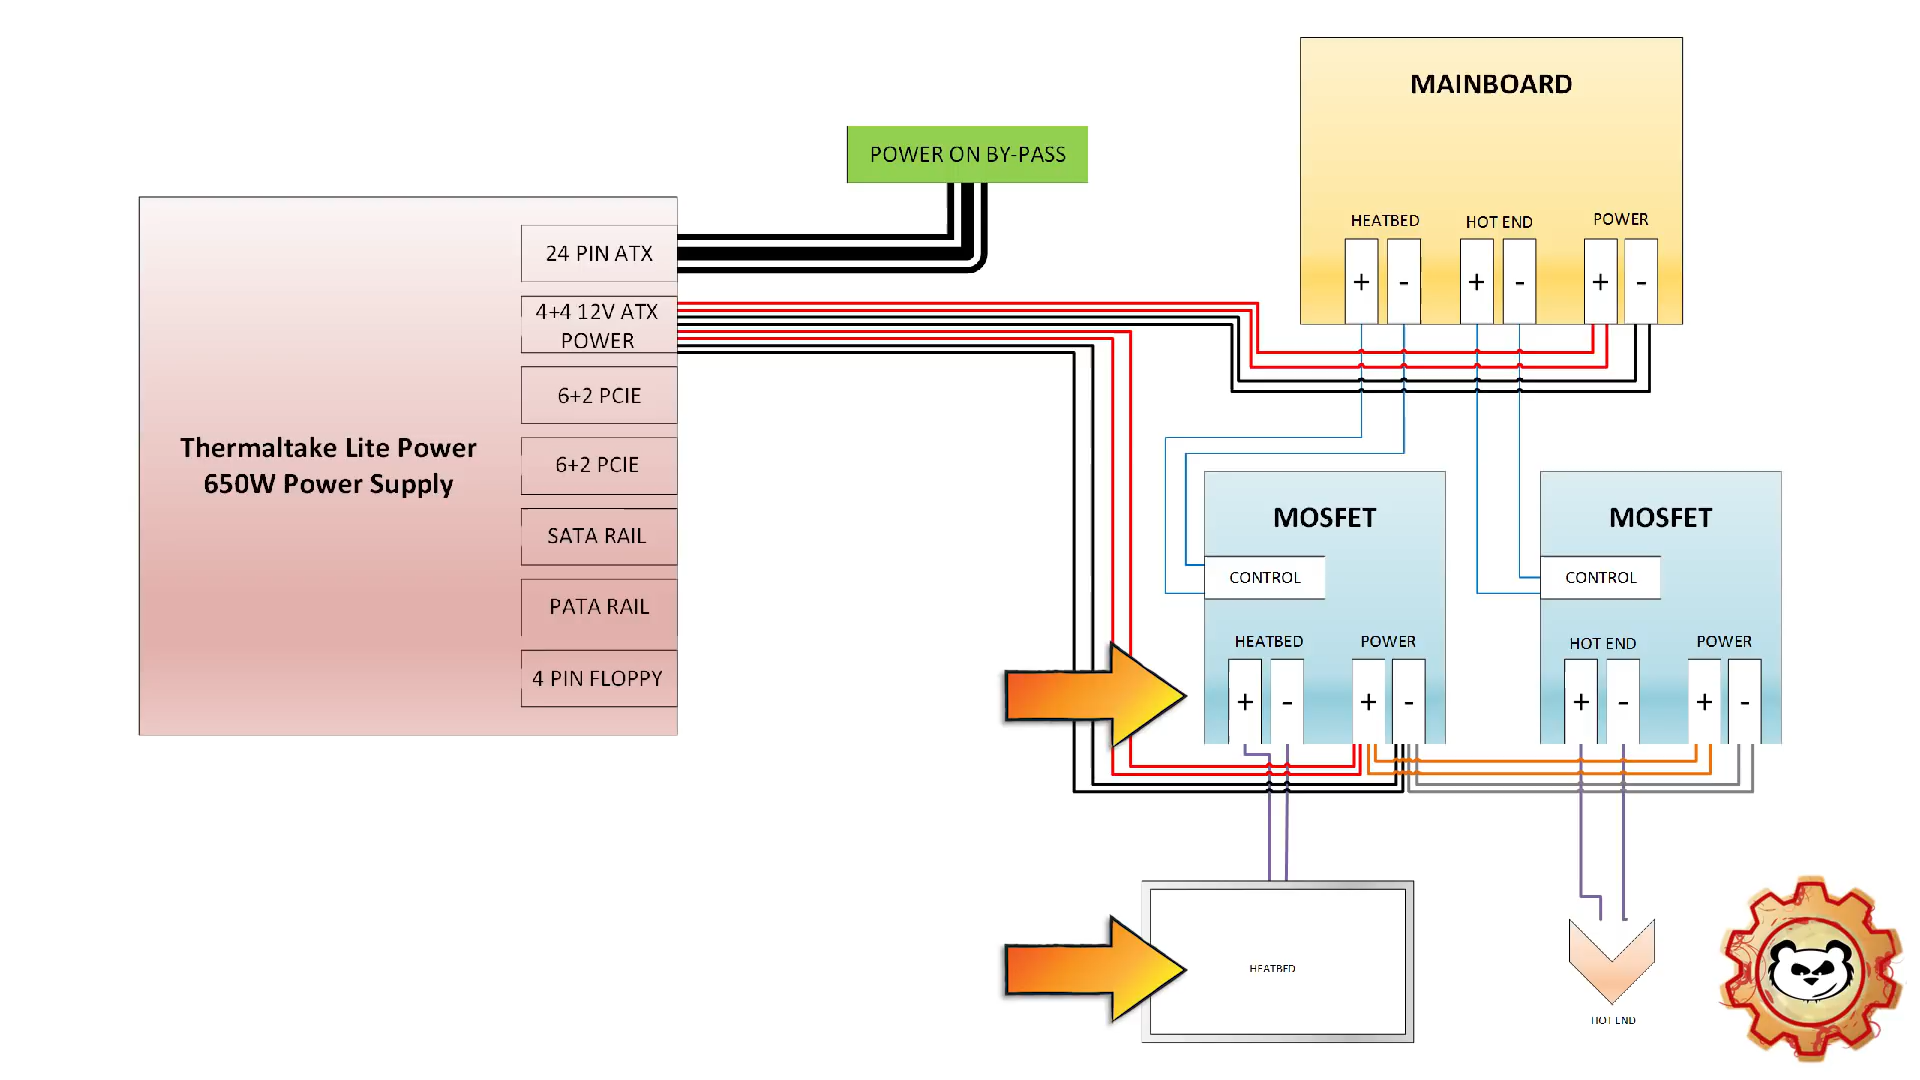 MAINBOARD
HEATBED
HOT END
POWER
+
-
+
-
+
-
POWER ON BY-PASS
Thermaltake Lite Power
650W Power Supply
24 PIN ATX
4+4 12V ATX
POWER
6+2 PCIE
6+2 PCIE
SATA RAIL
PATA RAIL
4 PIN FLOPPY
MOSFET
CONTROL
HEATBED
POWER
+
-
+
-
MOSFET
CONTROL
HOT END
POWER
+
-
+
-
HEATBED
HOT END